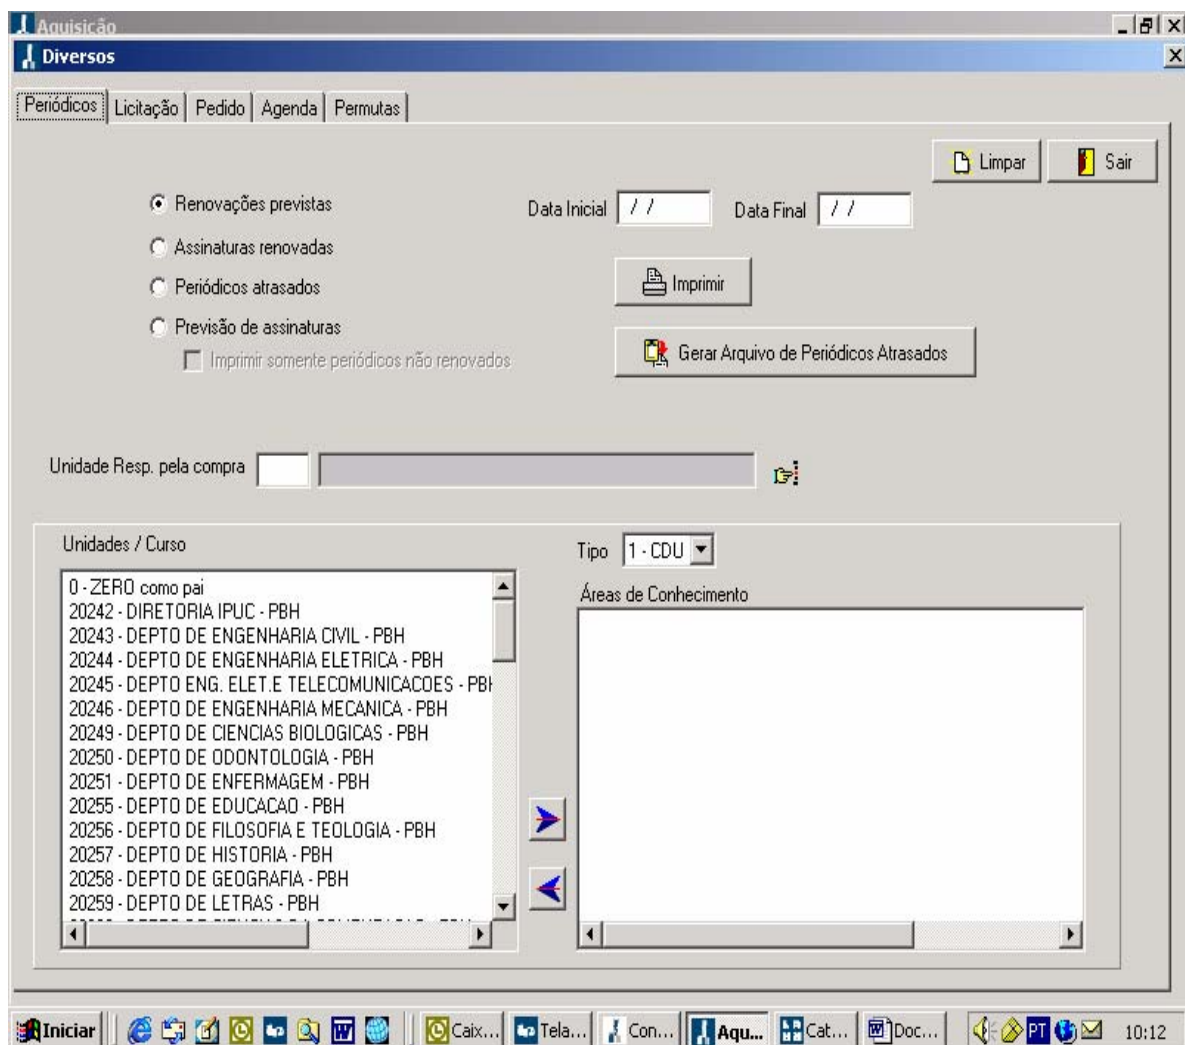 Aquisição
Diversos
Periódicos Licitação Pedido Agenda Permutas
Limpar Sair
Renovações previstas Data Inicial / / Data Final / /
Assinaturas renovadas
Periódicos atrasados Imprimir
Previsão de assinaturas
Imprimir somente periódicos não renovados Gerar Arquivo de Periódicos Atrasados
Unidade Resp. pela compra
Unidades / Curso Tipo 1 - CDU
Áreas de Conhecimento
0 - ZERO como pai
20242 - DIRETORIA IPUC - PBH
20243 - DEPTO DE ENGENHARIA CIVIL - PBH
20244 - DEPTO DE ENGENHARIA ELETRICA - PBH
20245 - DEPTO ENG. ELET.E TELECOMUNICACOES - PBH
20246 - DEPTO DE ENGENHARIA MECANICA - PBH
20249 - DEPTO DE CIENCIAS BIOLOGICAS - PBH
20250 - DEPTO DE ODONTOLOGIA - PBH
20251 - DEPTO DE ENFERMAGEM - PBH
20255 - DEPTO DE EDUCACAO - PBH
20256 - DEPTO DE FILOSOFIA E TEOLOGIA - PBH
20257 - DEPTO DE HISTORIA - PBH
20258 - DEPTO DE GEOGRAFIA - PBH
20259 - DEPTO DE LETRAS - PBH
Iniciar Caix... Tela... Con... Aqu... Cat... Doc... PT 10:12